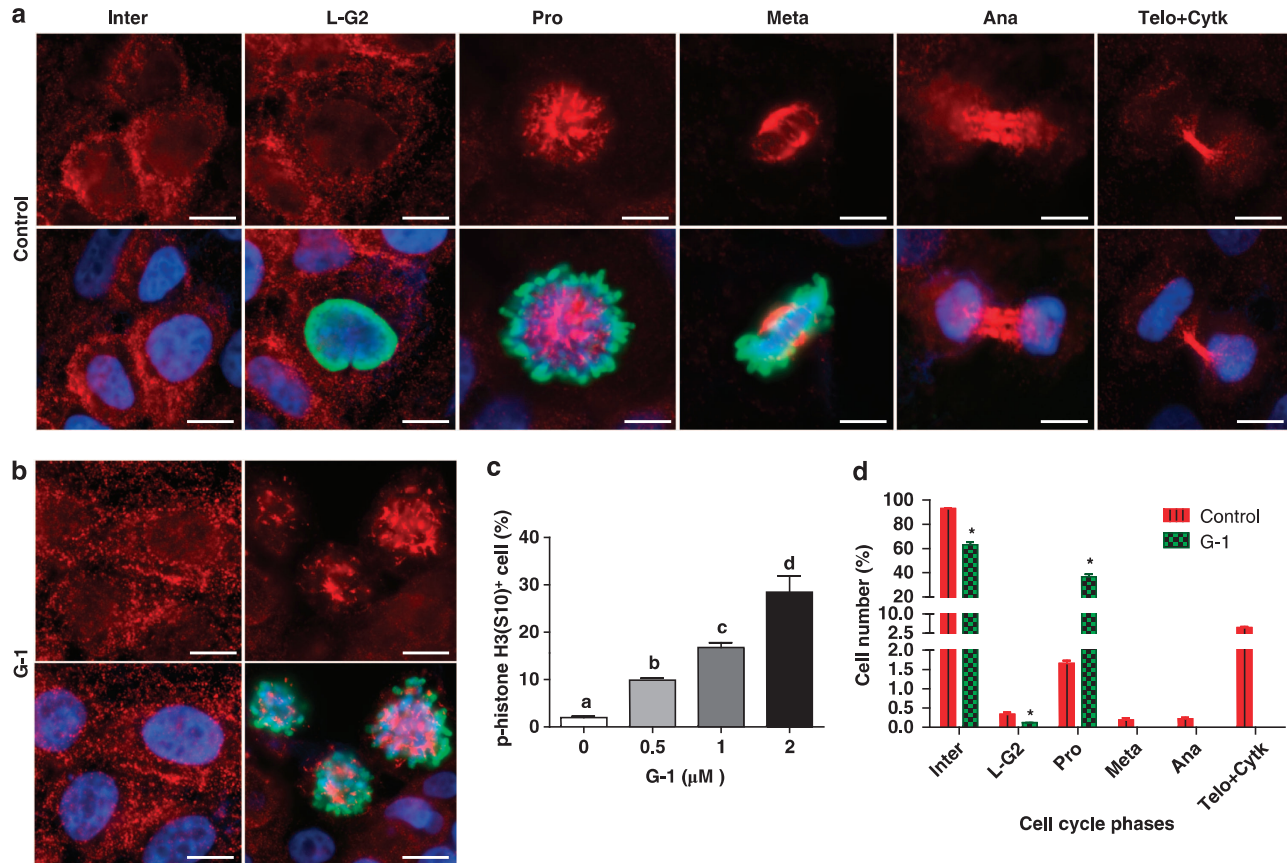 a
Inter L-G2 Pro Meta Ana Telo+Cytk
Control
b
G-1
c
p-histone H3(S10)+ cell (%)
40
30
20
10
0
a
b
c
d
0 0.5 1 2
G-1 (μM)
d
Cell number (%)
100
80
60
40
20
10.0
5.0
2.5
2.0
1.5
1.0
0.5
0.0
*
*
*
Control
G-1
Inter L-G2 Pro Meta Ana Telo+Cytk
Cell cycle phases